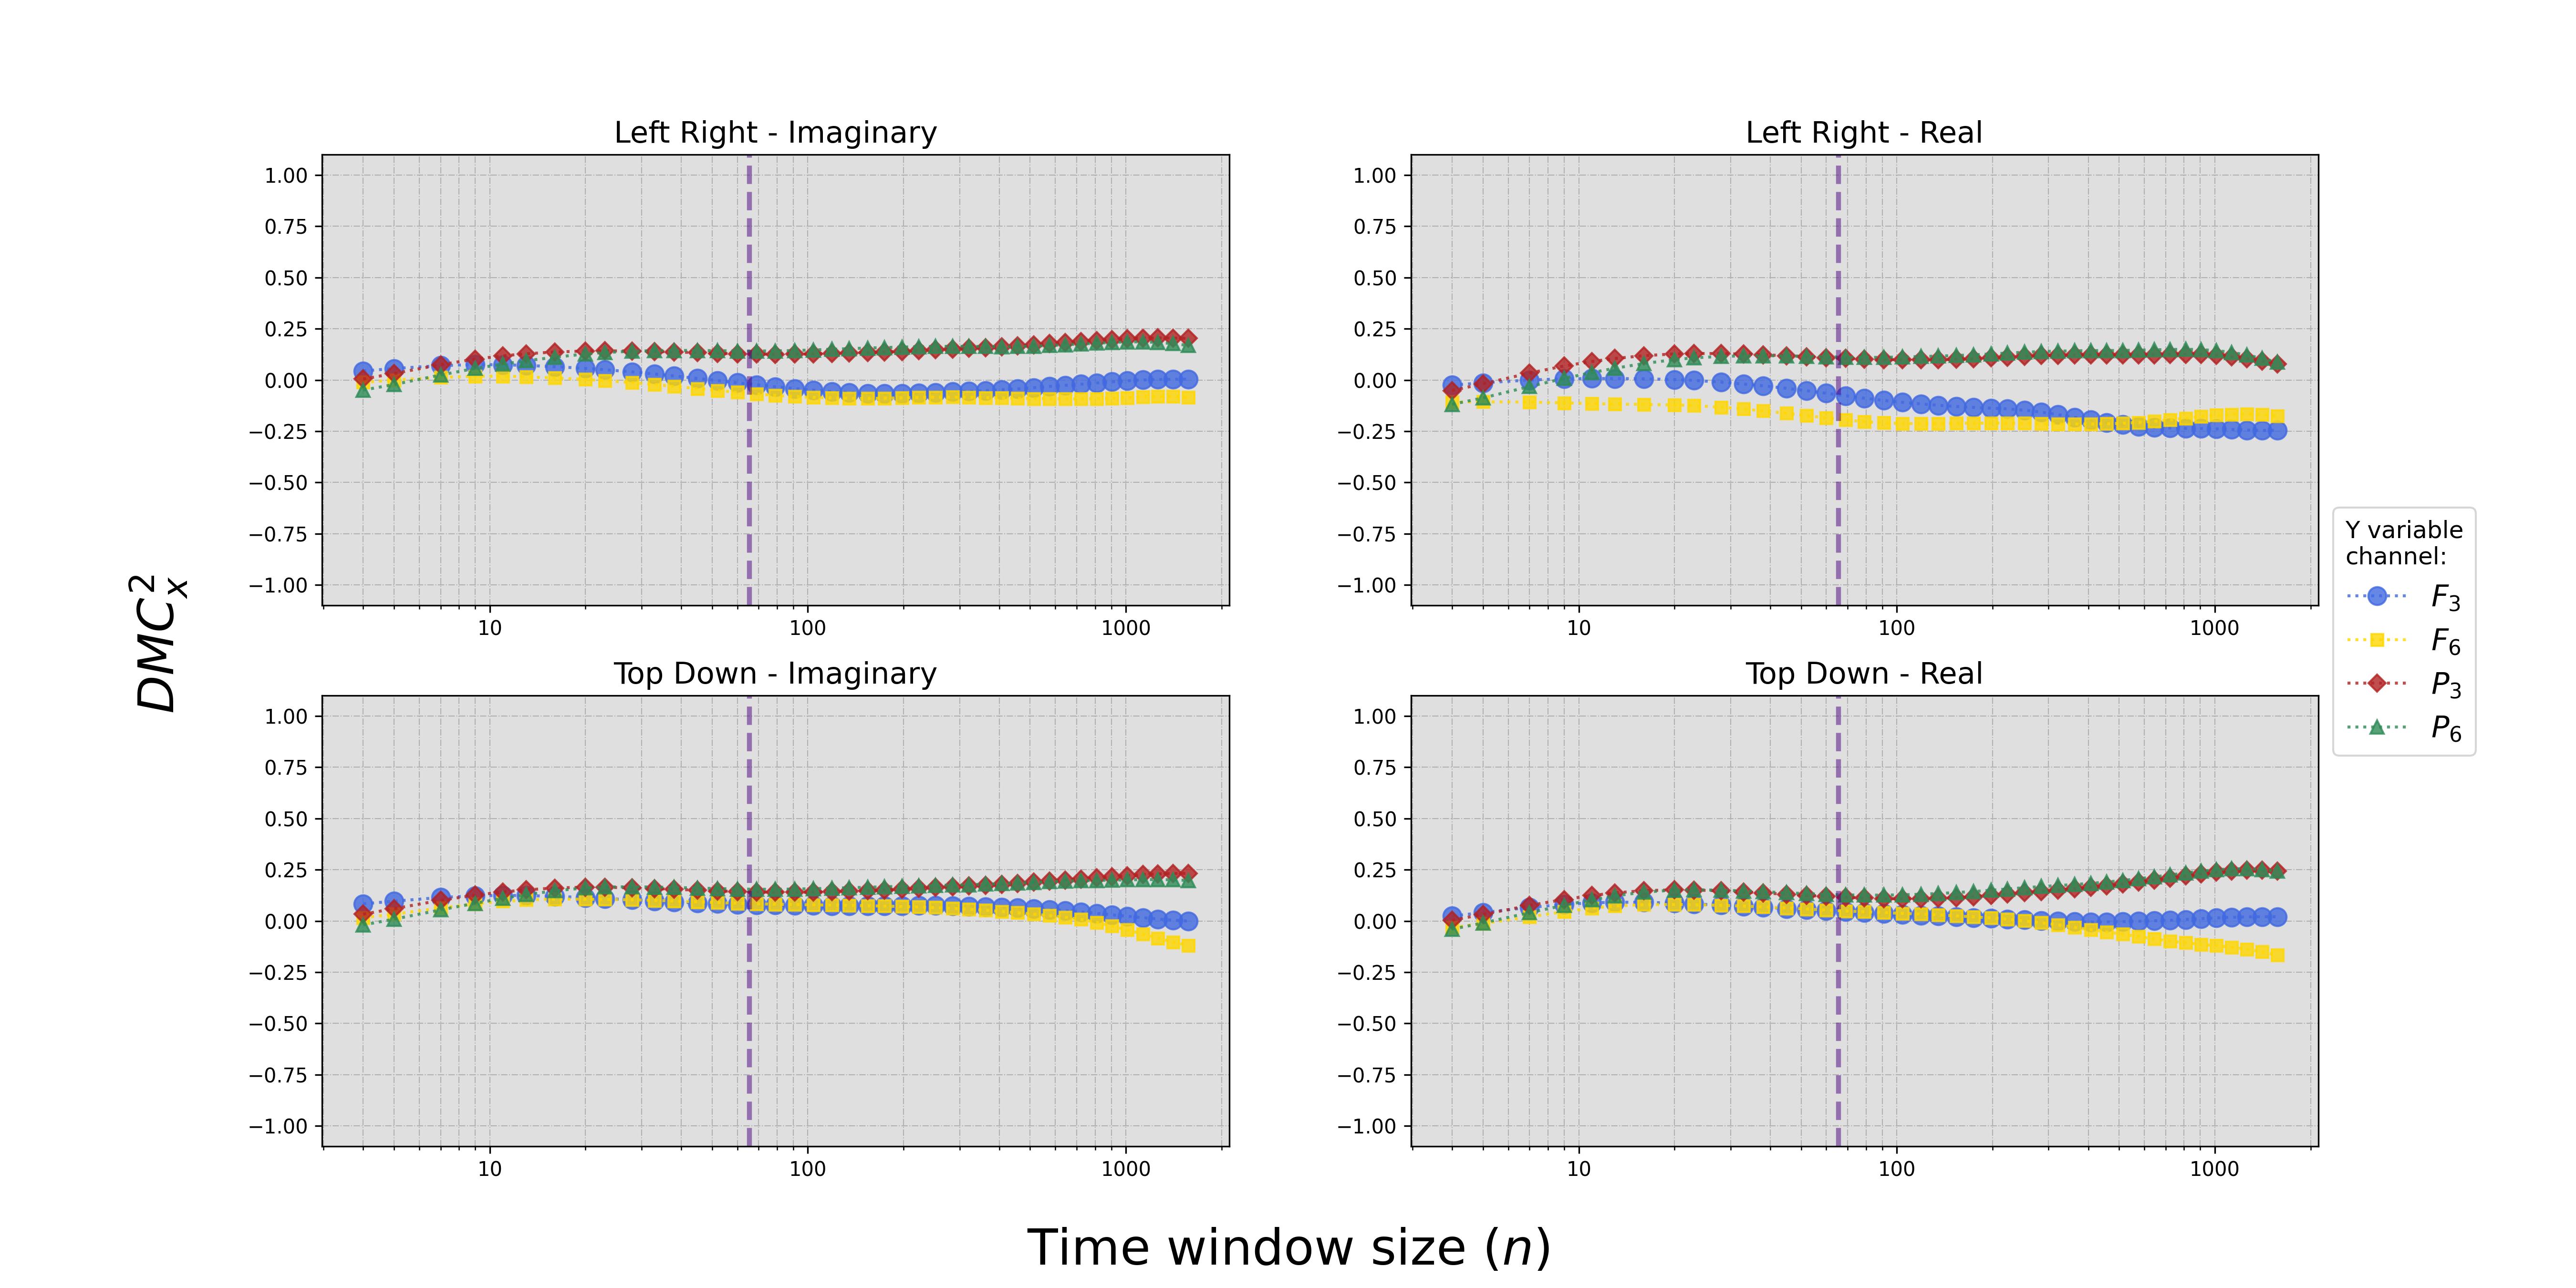 Left Right - Imaginary
1.00
0.75
0.50
0.25
0.00
−0.25
−0.50
−0.75
−1.00
10 100 1000
Left Right - Real
1.00
0.75
0.50
0.25
0.00
−0.25
−0.50
−0.75
−1.00
10 100 1000
Top Down - Imaginary
1.00
0.75
0.50
0.25
0.00
−0.25
−0.50
−0.75
−1.00
10 100 1000
Top Down - Real
1.00
0.75
0.50
0.25
0.00
−0.25
−0.50
−0.75
−1.00
10 100 1000
Y variable
channel:
F₃
F₆
P₃
P₆
DMC²ₓ
Time window size (n)